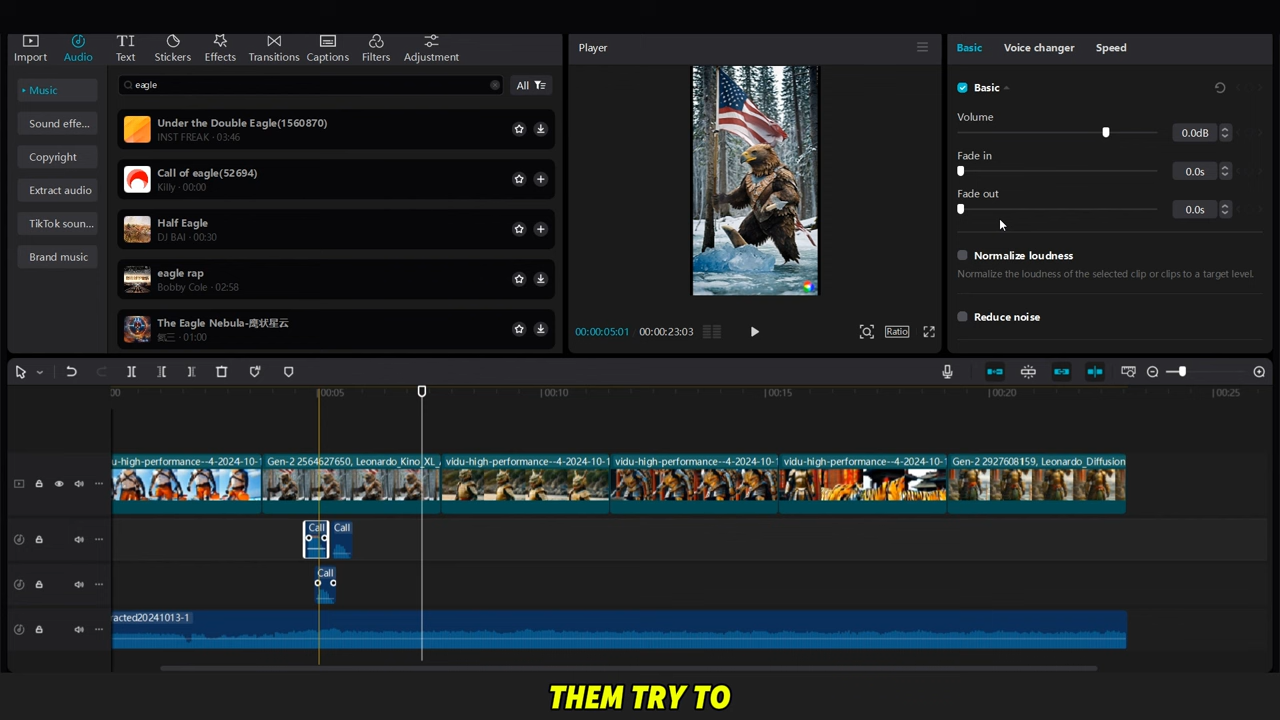 Import
Audio
Text
Stickers
Effects
Transitions
Captions
Filters
Adjustment
Music
Sound effe...
Copyright
Extract audio
TikTok soun...
Brand music
eagle
All
Under the Double Eagle(1560870)
INST FREAK · 03:46
Call of eagle(52694)
Killy · 00:00
Half Eagle
DJ BAI · 00:30
eagle rap
Bobby Cole · 02:58
The Eagle Nebula-鹰状星云
氦三 · 01:00
Player
00:00:05:01 / 00:00:23:03
Ratio
Basic
Voice changer
Speed
Basic
Volume
0.0dB
Fade in
0.0s
Fade out
0.0s
Normalize loudness
Normalize the loudness of the selected clip or clips to a target level.
Reduce noise
:00
00:05
00:10
00:15
00:20
00:25
du-high-performance--4-2024-10-
Gen-2 2564627650, Leonardo_Kino_XL_
vidu-high-performance--4-2024-10-1
vidu-high-performance--4-2024-10-1
vidu-high-performance--4-2024-10-1
Gen-2 2927608159, Leonardo_Diffusion
Call
Call
Call
racted20241013-1
THEM TRY TO